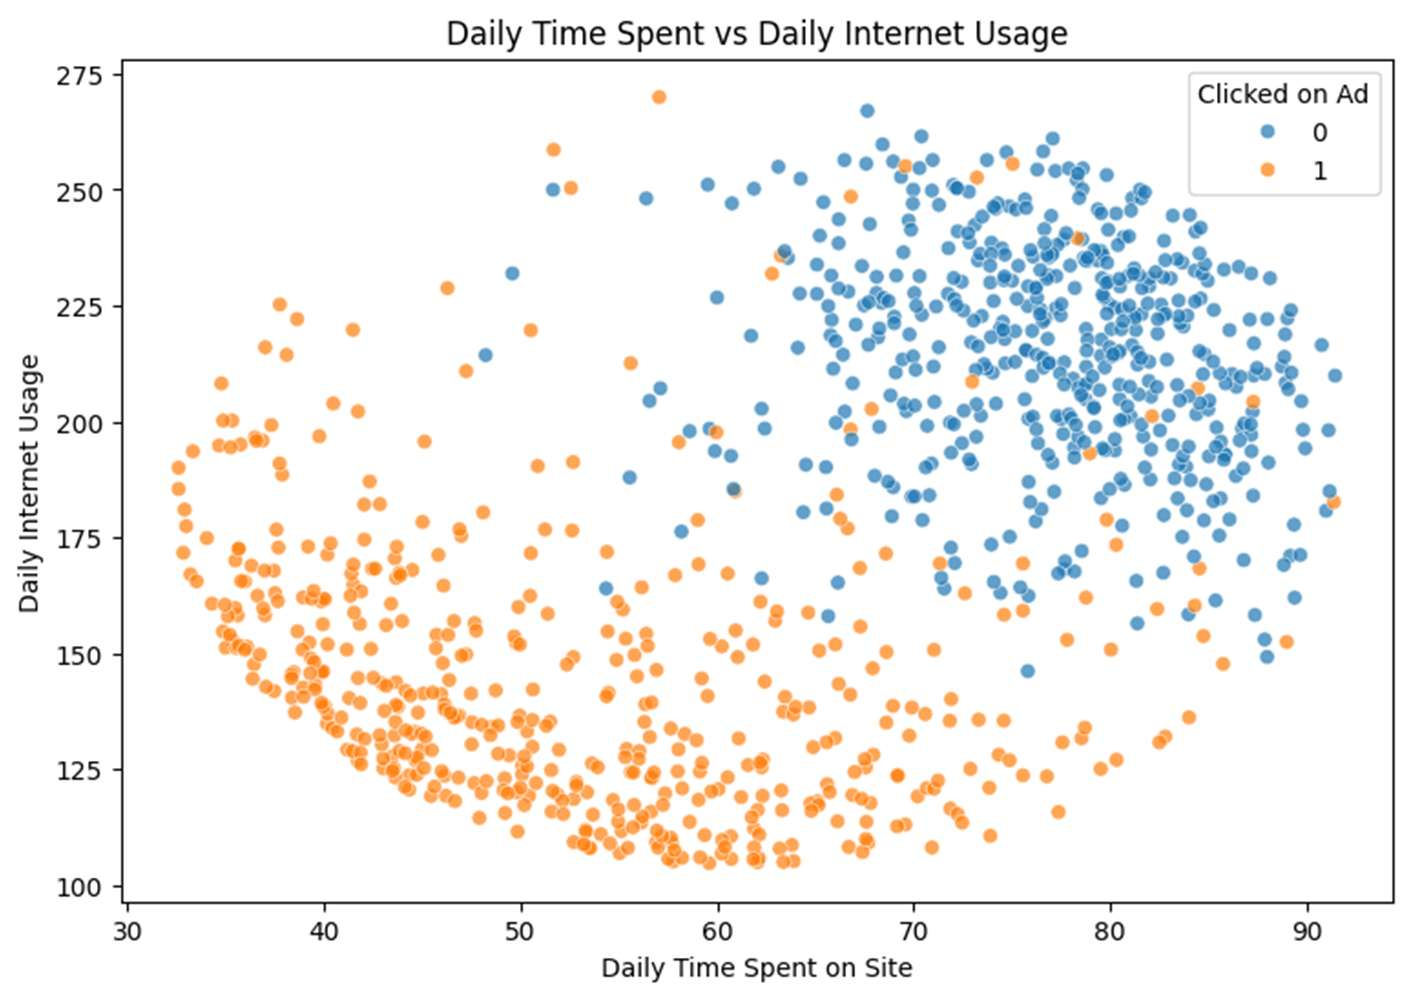 Daily Time Spent vs Daily Internet Usage
Clicked on Ad
0
1
Daily Internet Usage
275
250
225
200
175
150
125
100
30 40 50 60 70 80 90
Daily Time Spent on Site